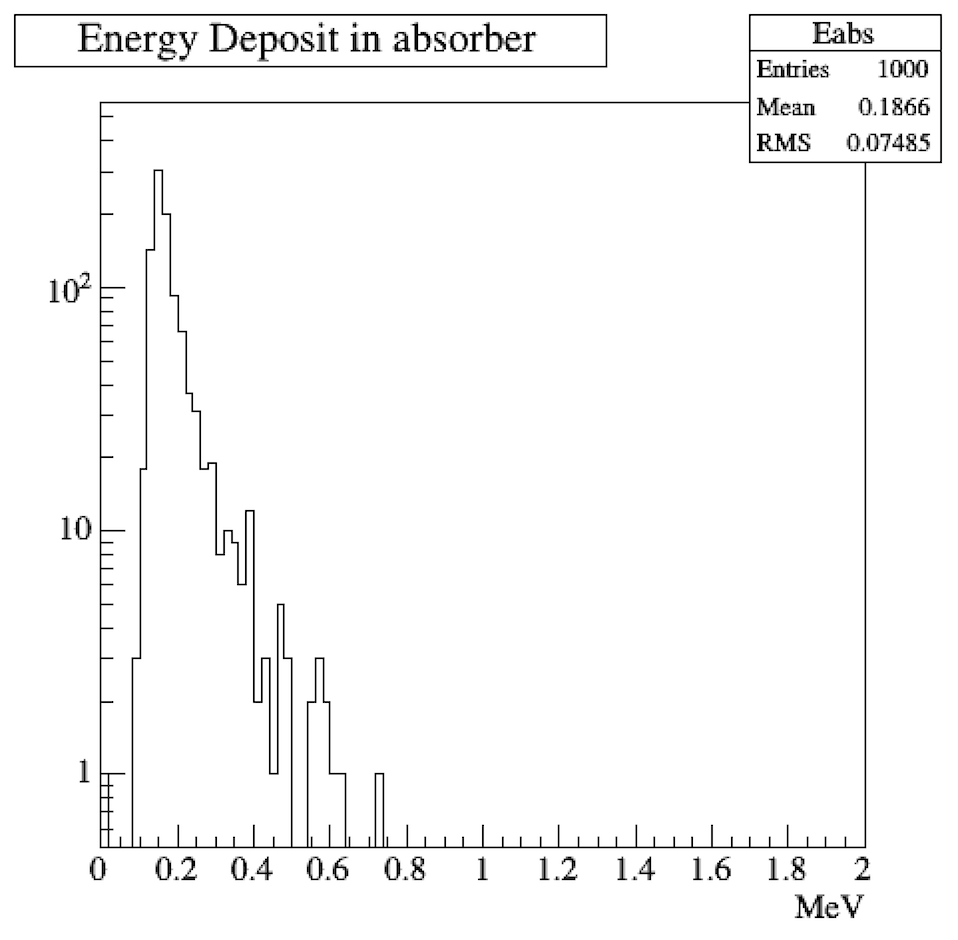 Energy Deposit in absorber
Eabs
Entries 1000
Mean 0.1866
RMS 0.07485
10²
10
1
0 0.2 0.4 0.6 0.8 1 1.2 1.4 1.6 1.8 2
MeV